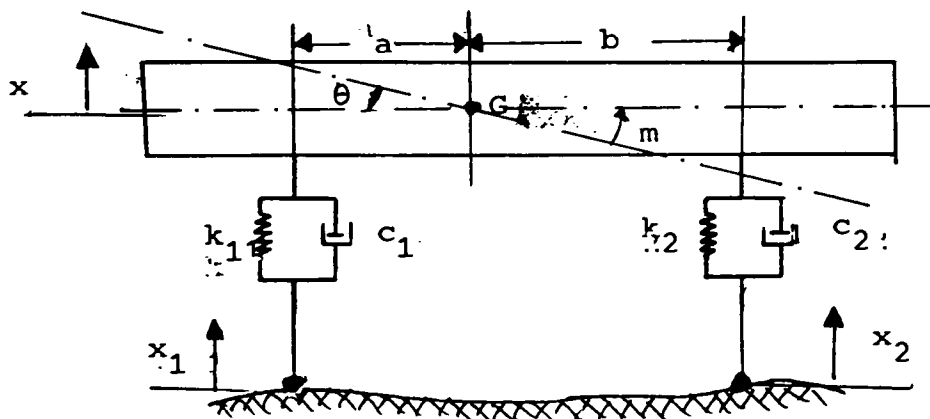 a b
x θ G m
k₁ c₁ k₂ c₂
x₁ x₂